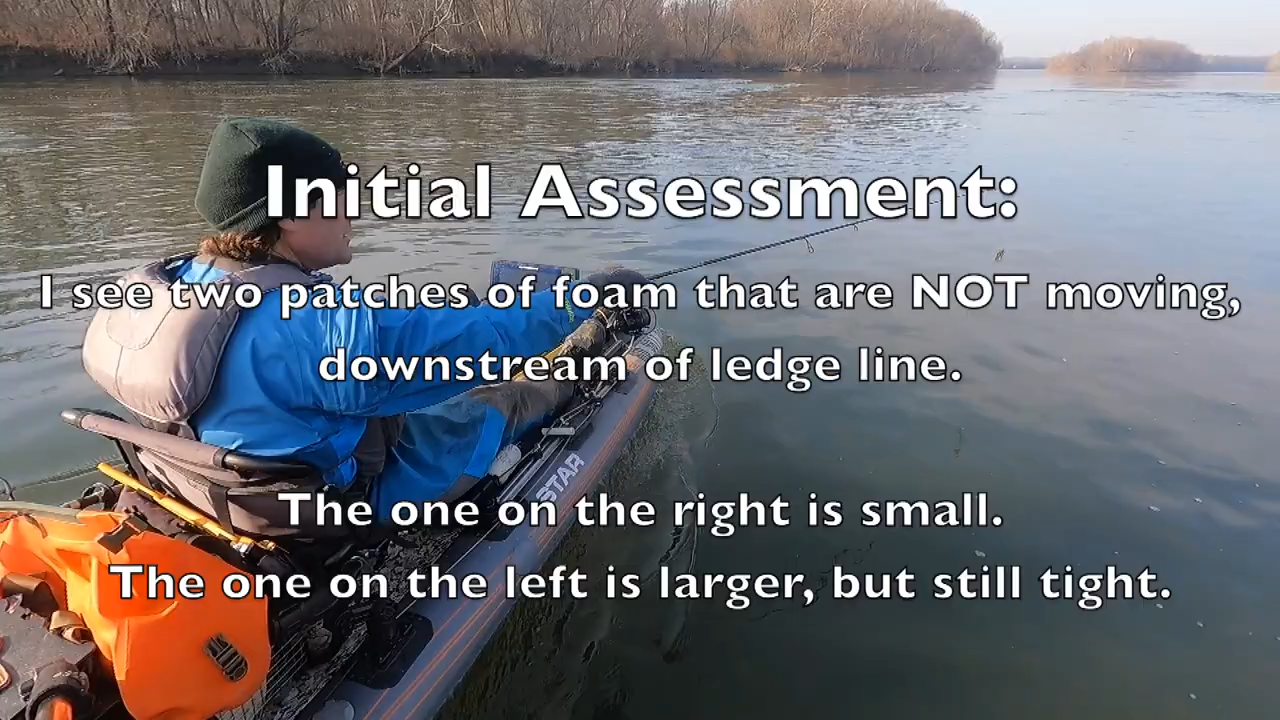 Initial Assessment:
I see two patches of foam that are NOT moving,
downstream of ledge line.
The one on the right is small.
The one on the left is larger, but still tight.
STAR